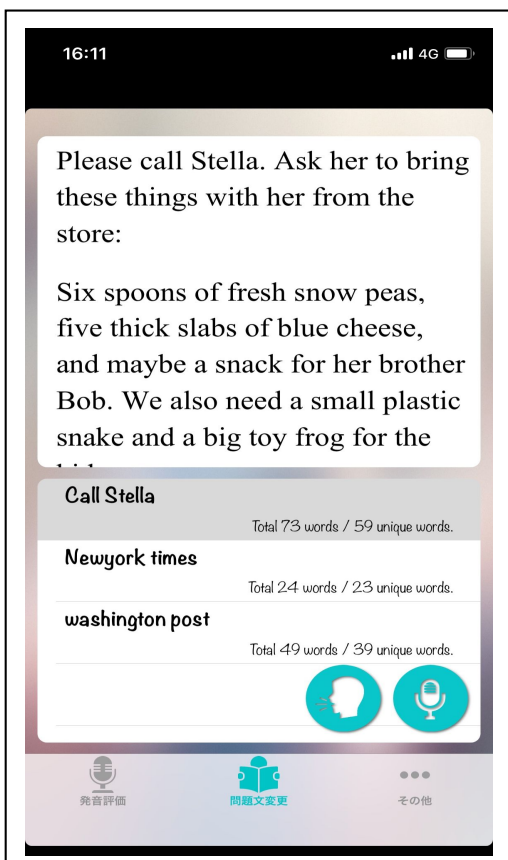 16:11
4G
Please call Stella. Ask her to bring
these things with her from the
store:
Six spoons of fresh snow peas,
five thick slabs of blue cheese,
and maybe a snack for her brother
Bob. We also need a small plastic
snake and a big toy frog for the
Call Stella
Total 73 words / 59 unique words.
Newyork times
Total 24 words / 23 unique words.
washington post
Total 49 words / 39 unique words.
発音評価
問題文変更
その他